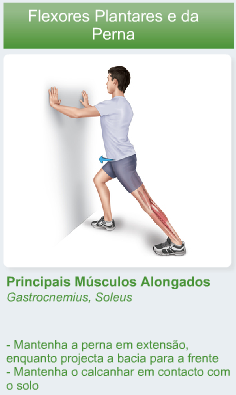 Flexores Plantares e da
Perna
Principais Músculos Alongados
Gastrocnemius, Soleus
- Mantenha a perna em extensão,
enquanto projecta a bacia para a frente
- Mantenha o calcanhar em contacto com
o solo